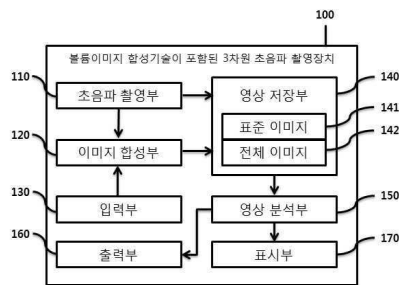 100
볼륨이미지 합성기술이 포함된 3차원 초음파 촬영장치
110
초음파 촬영부
영상 저장부
140
141
표준 이미지
142
전체 이미지
120
이미지 합성부
130
입력부
영상 분석부
150
160
출력부
표시부
170